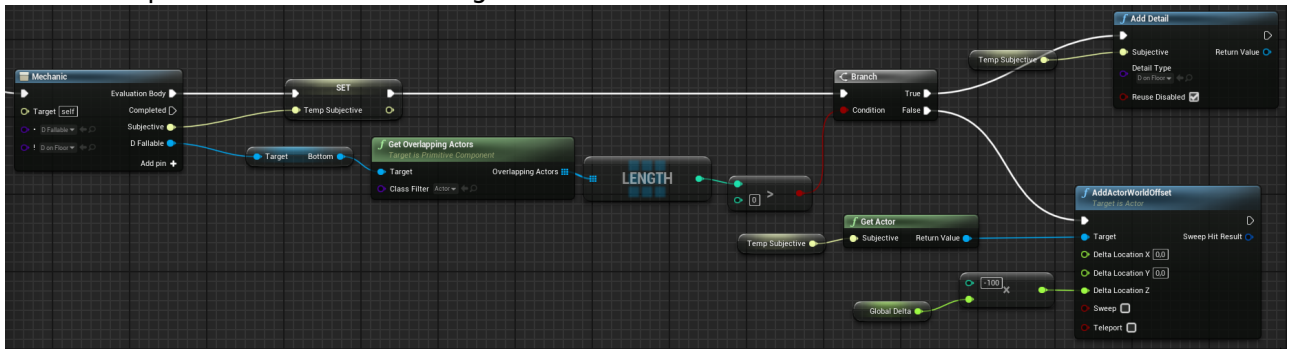 Mechanic
Evaluation Body
Target self
Completed
- D Fallable
Subjective
! D on Floor
D Fallable
Add pin +
SET
Temp Subjective
Target Bottom
Get Overlapping Actors
Target is Primitive Component
Target
Overlapping Actors
Class Filter Actor
LENGTH
0 >
Branch
True
Condition
False
Temp Subjective
Add Detail
Subjective
Return Value
Detail Type
D on Floor
Reuse Disabled
Temp Subjective
Get Actor
Subjective
Return Value
Global Delta
-100 ×
AddActorWorldOffset
Target is Actor
Target
Sweep Hit Result
Delta Location X 0,0
Delta Location Y 0,0
Delta Location Z
Sweep
Teleport